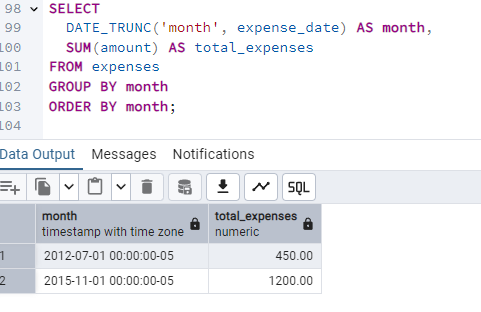 98 SELECT
99 DATE_TRUNC('month', expense_date) AS month,
100 SUM(amount) AS total_expenses
101 FROM expenses
102 GROUP BY month
103 ORDER BY month;
104
Data Output Messages Notifications
SQL
month total_expenses
timestamp with time zone numeric
1 2012-07-01 00:00:00-05 450.00
2 2015-11-01 00:00:00-05 1200.00